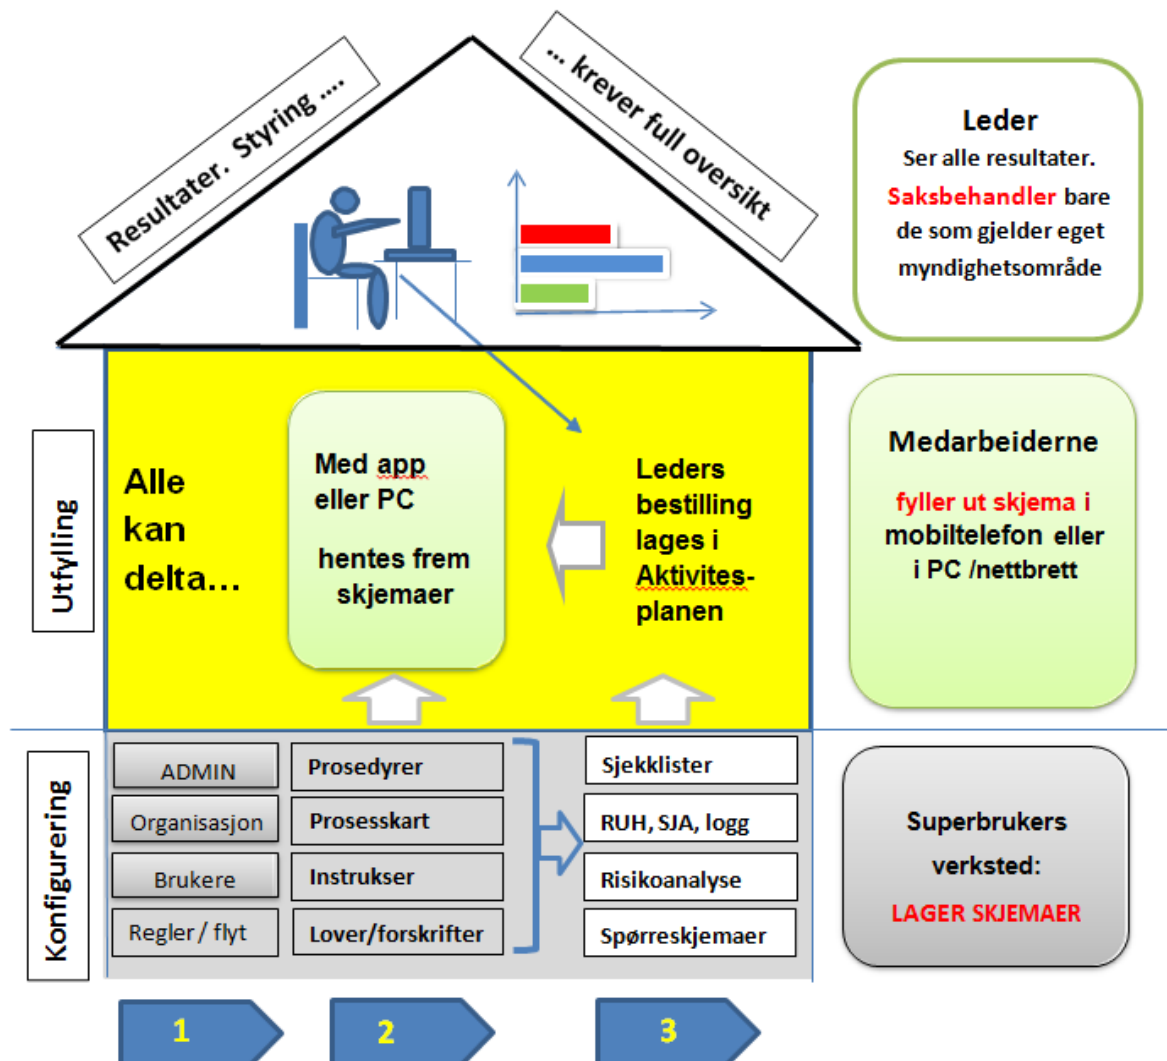 Resultater. Styring ....
... krever full oversikt
Leder
Ser alle resultater.
Saksbehandler bare
de som gjelder eget
myndighetsområde
Utfylling
Alle
kan
delta...
Med app
eller PC
hentes frem
skjemaer
Leders
bestilling
lages i
Aktivites-
planen
Medarbeiderne
fyller ut skjema i
mobiltelefon eller
i PC /nettbrett
Konfigurering
ADMIN
Organisasjon
Brukere
Regler / flyt
Prosedyrer
Prosesskart
Instrukser
Lover/forskrifter
Sjekklister
RUH, SJA, logg
Risikoanalyse
Spørreskjemaer
Superbrukers
verksted:
LAGER SKJEMAER
1
2
3